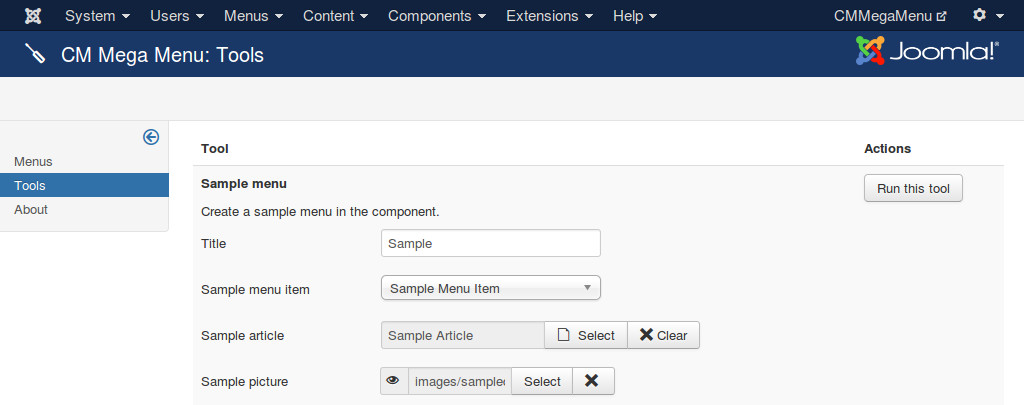 System Users Menus Content Components Extensions Help CMMegaMenu
CM Mega Menu: Tools Joomla!®
Tool Actions
Menus
Tools
About
Sample menu Run this tool
Create a sample menu in the component.
Title Sample
Sample menu item Sample Menu Item
Sample article Sample Article Select Clear
Sample picture images/sample Select